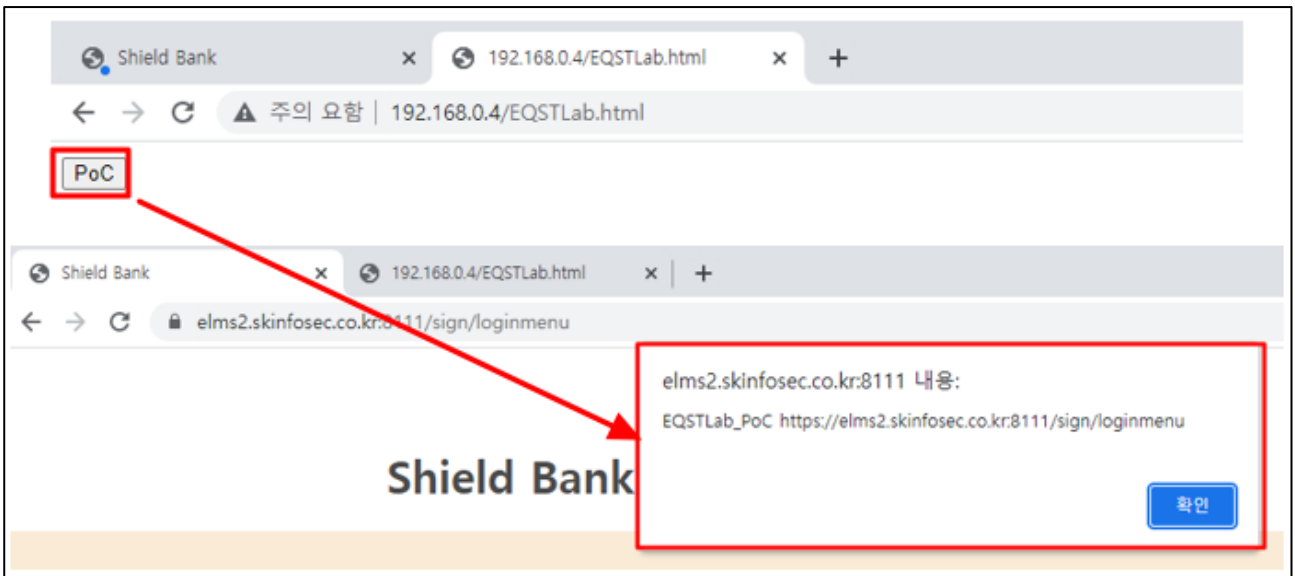 Shield Bank
192.168.0.4/EQSTLab.html
주의 요함
192.168.0.4/EQSTLab.html
PoC
Shield Bank
192.168.0.4/EQSTLab.html
elms2.skinfosec.co.kr:8111/sign/loginmenu
elms2.skinfosec.co.kr:8111 내용:
EQSTLab_PoC https://elms2.skinfosec.co.kr:8111/sign/loginmenu
Shield Bank
확인